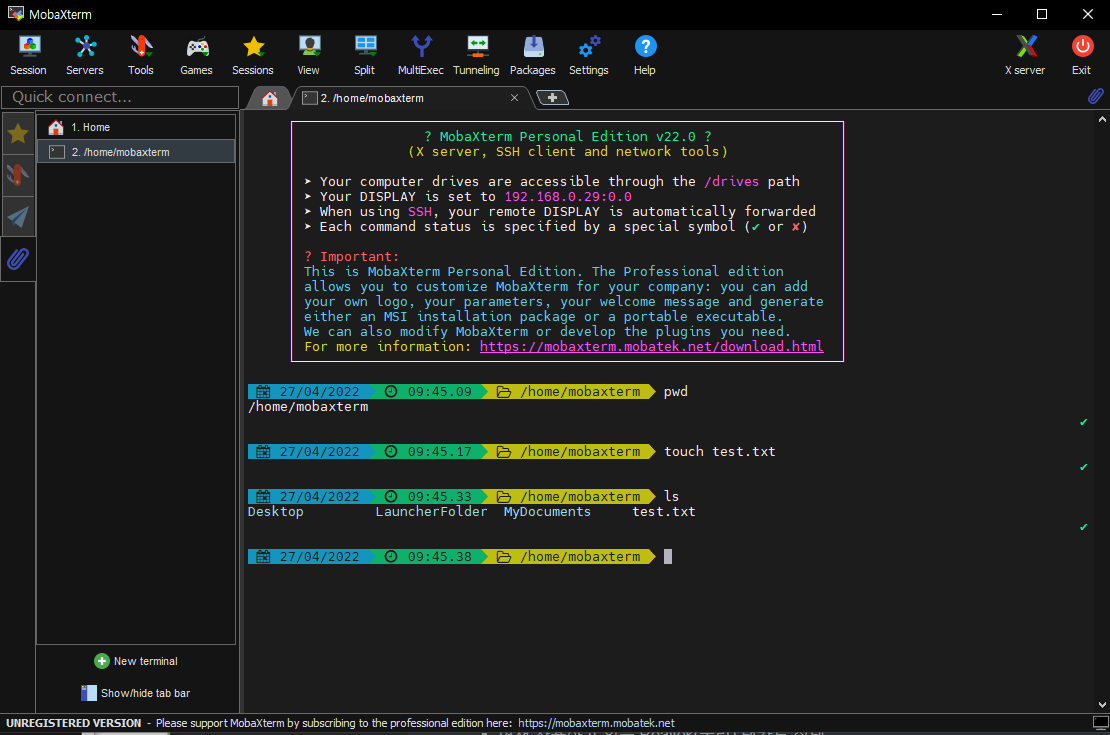 MobaXterm
Session Servers Tools Games Sessions View Split MultiExec Tunneling Packages Settings Help X server Exit
Quick connect...
2. /home/mobaxterm
1. Home
2. /home/mobaxterm
? MobaXterm Personal Edition v22.0 ?
(X server, SSH client and network tools)
➤ Your computer drives are accessible through the /drives path
➤ Your DISPLAY is set to 192.168.0.29:0.0
➤ When using SSH, your remote DISPLAY is automatically forwarded
➤ Each command status is specified by a special symbol (✔ or ✘)
? Important:
This is MobaXterm Personal Edition. The Professional edition
allows you to customize MobaXterm for your company: you can add
your own logo, your parameters, your welcome message and generate
either an MSI installation package or a portable executable.
We can also modify MobaXterm or develop the plugins you need.
For more information: https://mobaxterm.mobatek.net/download.html
27/04/2022 09:45.09 /home/mobaxterm pwd
/home/mobaxterm
✔
27/04/2022 09:45.17 /home/mobaxterm touch test.txt
✔
27/04/2022 09:45.33 /home/mobaxterm ls
Desktop LauncherFolder MyDocuments test.txt
✔
27/04/2022 09:45.38 /home/mobaxterm
New terminal
Show/hide tab bar
UNREGISTERED VERSION - Please support MobaXterm by subscribing to the professional edition here: https://mobaxterm.mobatek.net